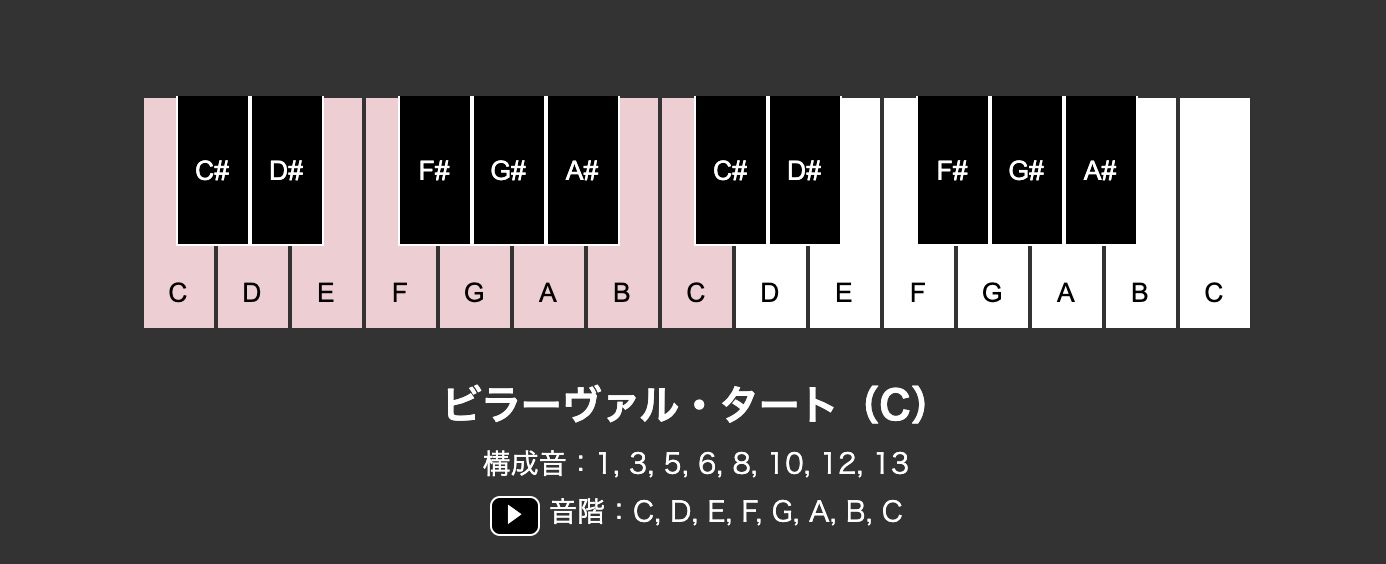 C# D# F# G# A# C# D# F# G# A#
C D E F G A B C D E F G A B C
ビラーヴァル・タート（C）
構成音：1, 3, 5, 6, 8, 10, 12, 13
音階：C, D, E, F, G, A, B, C